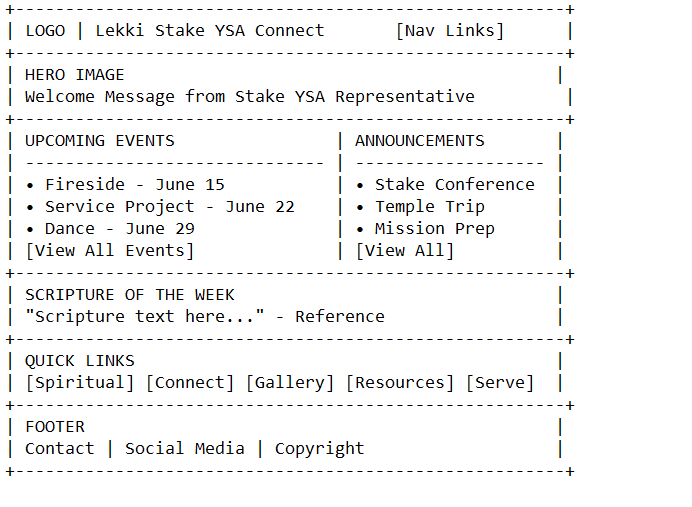 +-------------------------------------------------------+
| LOGO | Lekki Stake YSA Connect       [Nav Links]      |
+-------------------------------------------------------+
| HERO IMAGE                                           |
| Welcome Message from Stake YSA Representative         |
+-------------------------------------------------------+
| UPCOMING EVENTS                | ANNOUNCEMENTS       |
| ------------------------------ | ------------------- |
| • Fireside - June 15           | • Stake Conference  |
| • Service Project - June 22    | • Temple Trip       |
| • Dance - June 29              | • Mission Prep      |
| [View All Events]              | [View All]          |
+-------------------------------------------------------+
| SCRIPTURE OF THE WEEK                                |
| "Scripture text here..." - Reference                 |
+-------------------------------------------------------+
| QUICK LINKS                                          |
| [Spiritual] [Connect] [Gallery] [Resources] [Serve]  |
+-------------------------------------------------------+
| FOOTER                                               |
| Contact | Social Media | Copyright                   |
+-------------------------------------------------------+